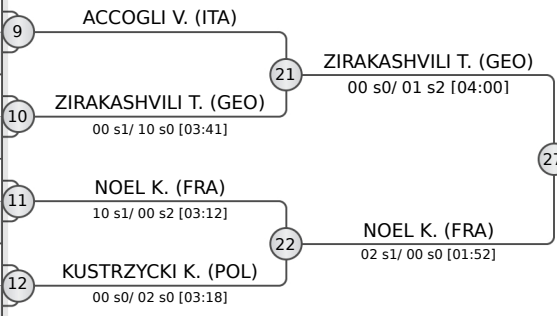 9
ACCOGLI V. (ITA)
21
ZIRAKASHVILI T. (GEO)
00 s0/ 01 s2 [04:00]
10
ZIRAKASHVILI T. (GEO)
00 s1/ 10 s0 [03:41]
27
11
NOEL K. (FRA)
10 s1/ 00 s2 [03:12]
22
NOEL K. (FRA)
02 s1/ 00 s0 [01:52]
12
KUSTRZYCKI K. (POL)
00 s0/ 02 s0 [03:18]